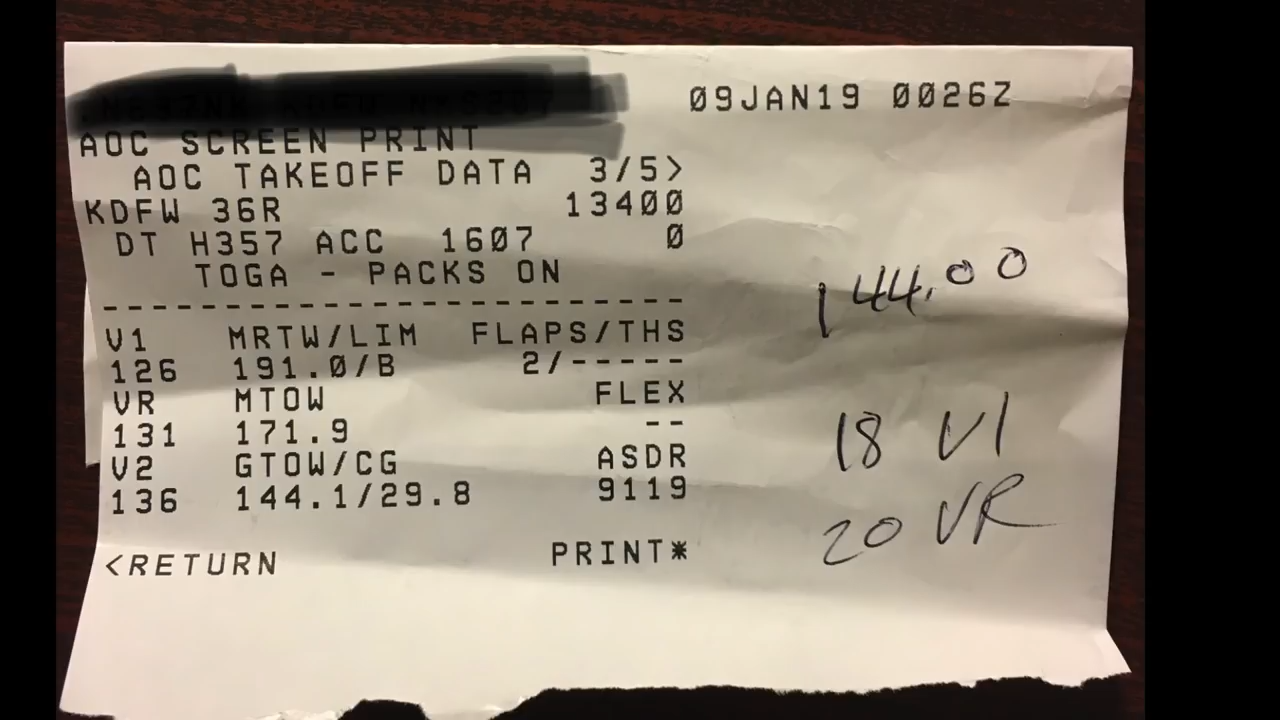 09JAN19 0026Z
AOC SCREEN PRINT
AOC TAKEOFF DATA 3/5>
KDFW 36R 13400
DT H357 ACC 1607 0
TOGA - PACKS ON
----------------------------------
V1 MRTW/LIM FLAPS/THS
126 191.0/B 2/-----
VR MTOW FLEX
131 171.9 --
V2 GTOW/CG ASDR
136 144.1/29.8 9119
<RETURN PRINT*
144.00
18 V1
20 VR